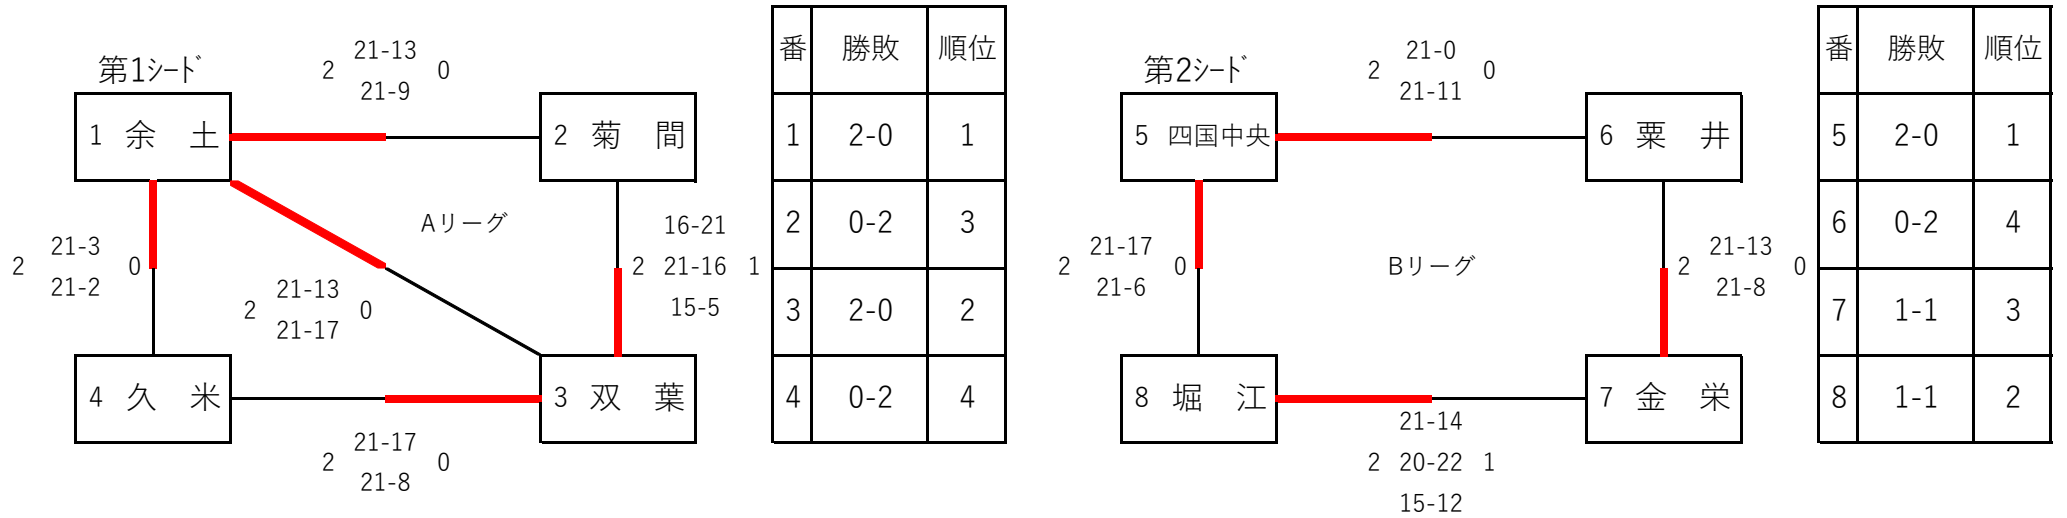 第1ｼｰﾄﾞ
2 21-13 0
21-9
1 余 土
2 菊 間
Aリーグ
2 21-3 0
21-2
2 21-13 0
21-17
16-21
2 21-16 1
15-5
4 久 米
3 双 葉
2 21-17 0
21-8
番 勝敗 順位
1 2-0 1
2 0-2 3
3 2-0 2
4 0-2 4
第2ｼｰﾄﾞ
2 21-0 0
21-11
5 四国中央
6 粟 井
Bリーグ
2 21-17 0
21-6
2 21-13 0
21-8
8 堀 江
7 金 栄
21-14
2 20-22 1
15-12
番 勝敗 順位
5 2-0 1
6 0-2 4
7 1-1 3
8 1-1 2